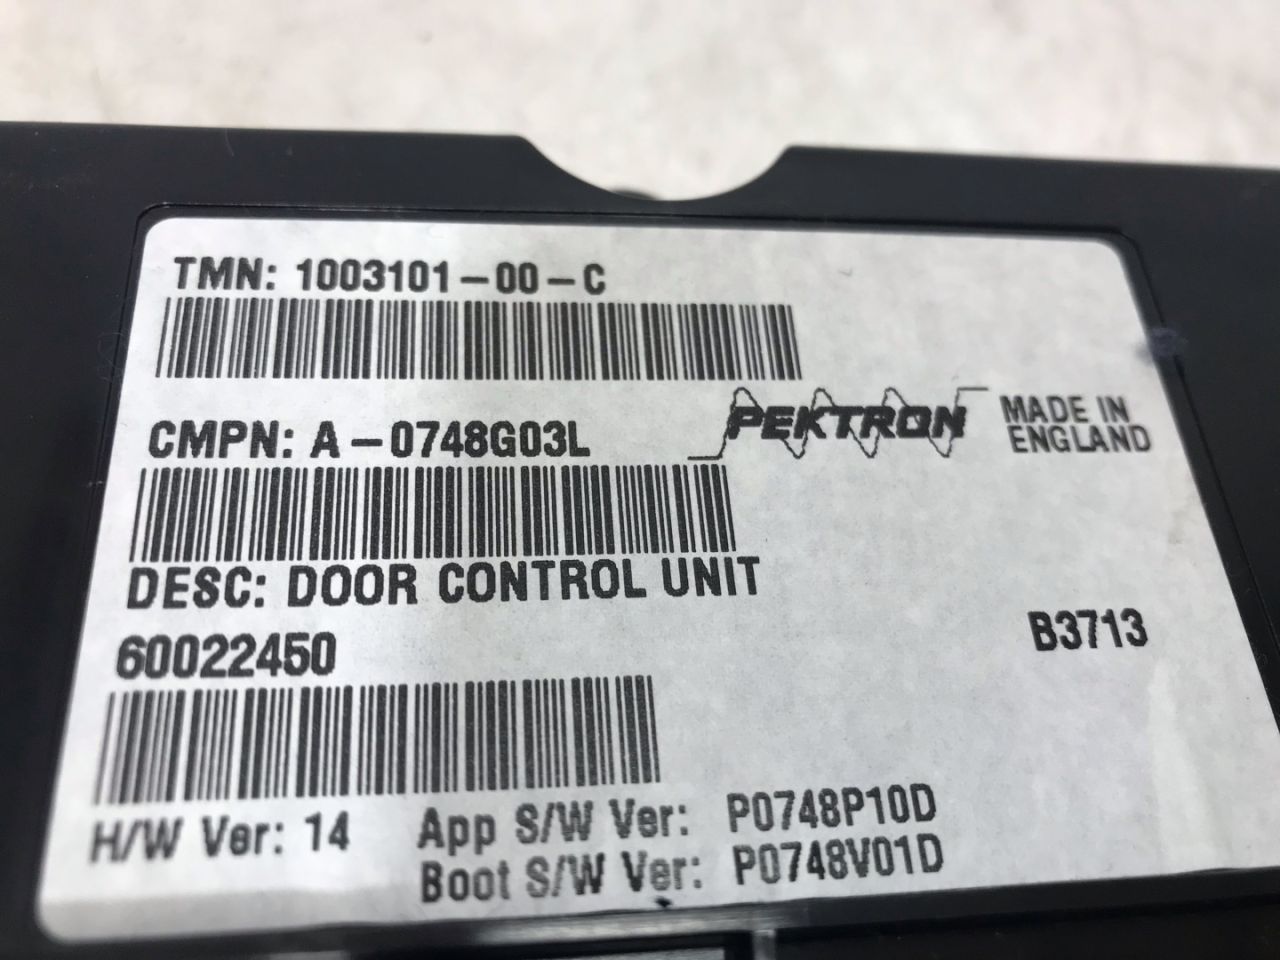 TMN: 1003101-00-C
CMPN: A-0748G03L
PEKTRON
MADE IN
ENGLAND
DESC: DOOR CONTROL UNIT
60022450
B3713
H/W Ver: 14
App S/W Ver: P0748P10D
Boot S/W Ver: P0748V01D